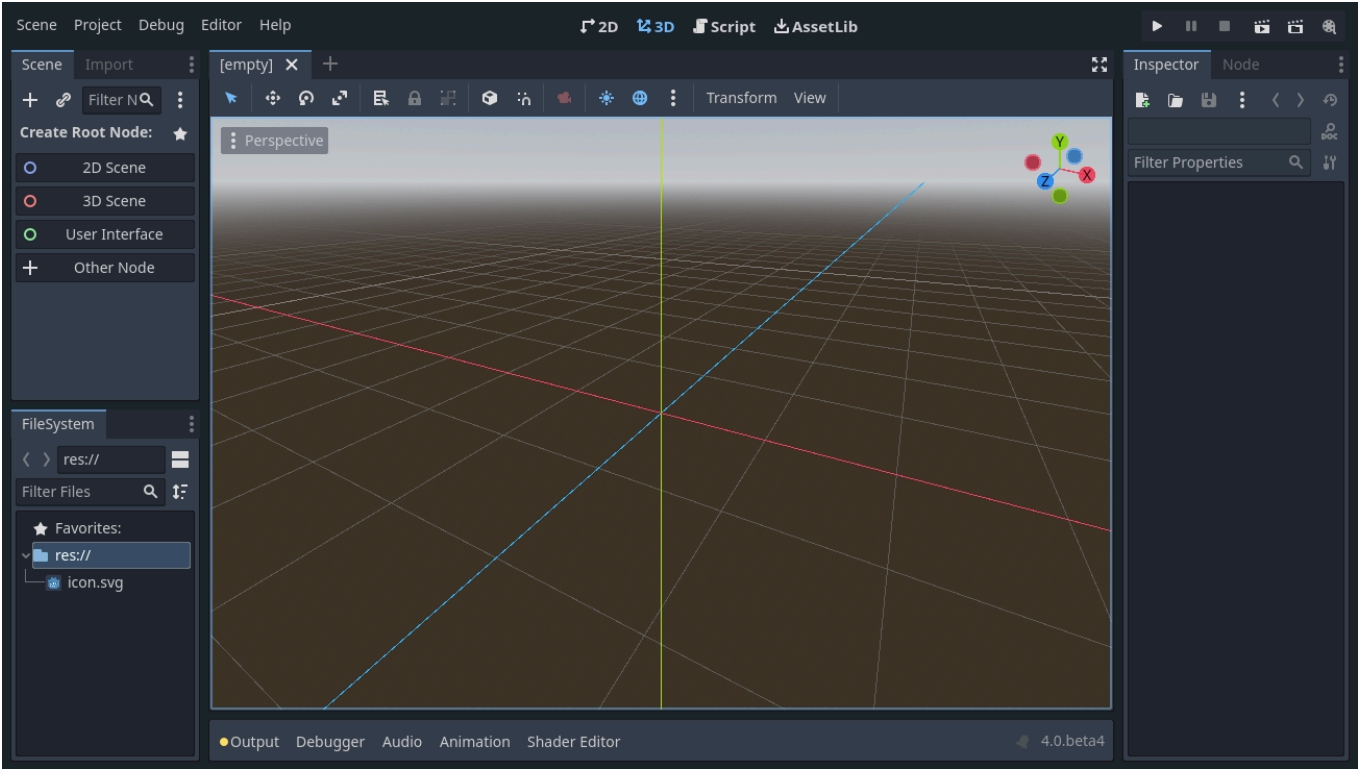 Scene Project Debug Editor Help
2D 3D Script AssetLib
Scene Import
Filter N
Create Root Node:
2D Scene
3D Scene
User Interface
Other Node
FileSystem
res://
Filter Files
Favorites:
res://
icon.svg
[empty]
Transform View
Perspective
Y
X
Z
Output Debugger Audio Animation Shader Editor
4.0.beta4
Inspector Node
DOC
Filter Properties